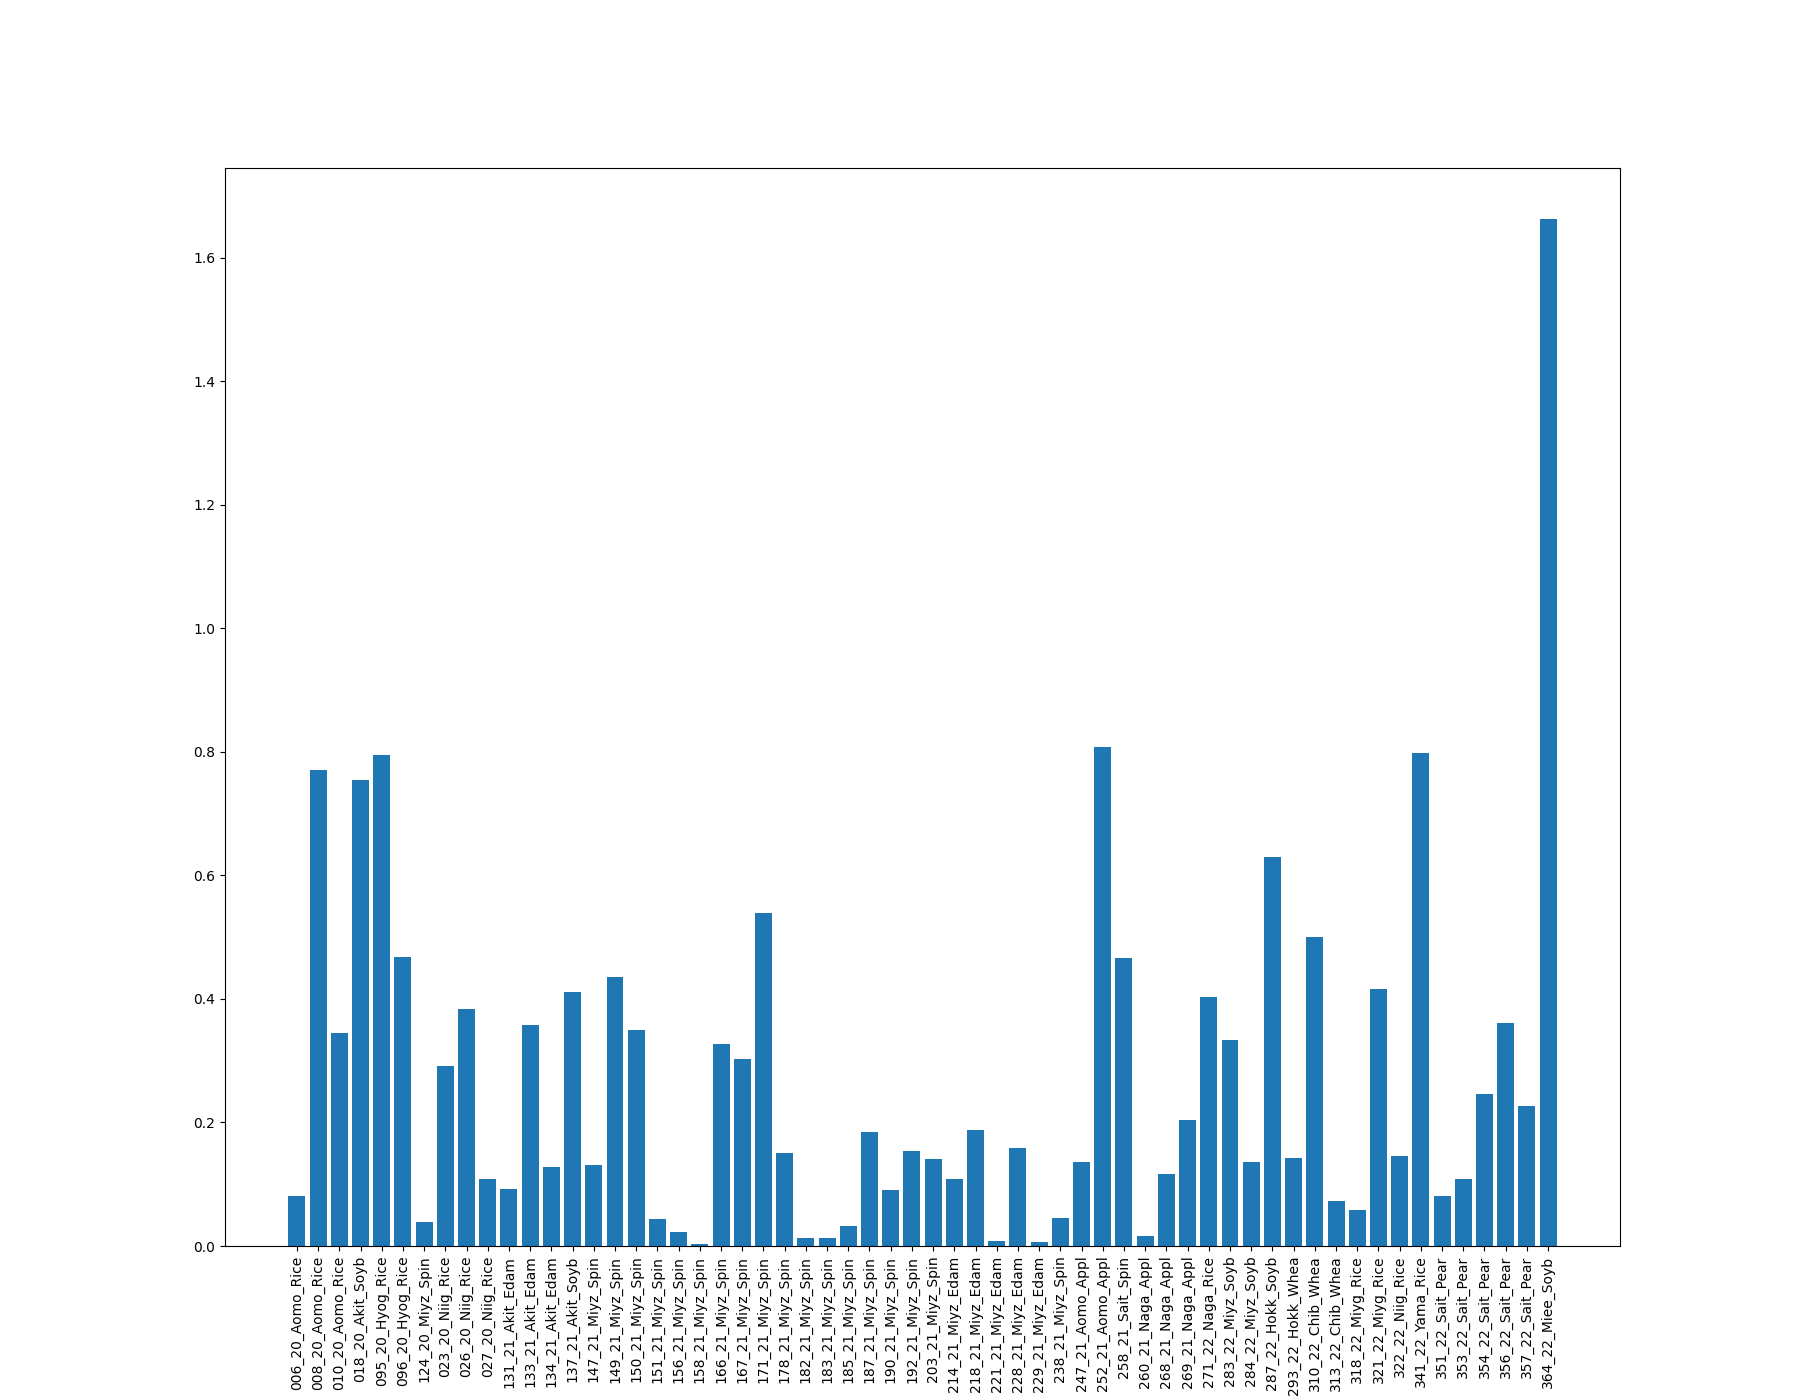 1.6
1.4
1.2
1.0
0.8
0.6
0.4
0.2
0.0
006_20_Aomo_Rice
008_20_Aomo_Rice
010_20_Aomo_Rice
018_20_Akit_Soyb
095_20_Hyog_Rice
096_20_Hyog_Rice
124_20_Miyz_Spin
023_20_Niig_Rice
026_20_Niig_Rice
027_20_Niig_Rice
131_21_Akit_Edam
133_21_Akit_Edam
134_21_Akit_Edam
137_21_Akit_Soyb
147_21_Miyz_Spin
149_21_Miyz_Spin
150_21_Miyz_Spin
151_21_Miyz_Spin
156_21_Miyz_Spin
158_21_Miyz_Spin
166_21_Miyz_Spin
167_21_Miyz_Spin
171_21_Miyz_Spin
178_21_Miyz_Spin
182_21_Miyz_Spin
183_21_Miyz_Spin
185_21_Miyz_Spin
187_21_Miyz_Spin
190_21_Miyz_Spin
192_21_Miyz_Spin
203_21_Miyz_Spin
214_21_Miyz_Edam
218_21_Miyz_Edam
221_21_Miyz_Edam
228_21_Miyz_Edam
229_21_Miyz_Edam
238_21_Miyz_Spin
247_21_Aomo_Appl
252_21_Aomo_Appl
258_21_Sait_Spin
260_21_Naga_Appl
268_21_Naga_Appl
269_21_Naga_Appl
271_22_Naga_Rice
283_22_Miyz_Soyb
284_22_Miyz_Soyb
287_22_Hokk_Soyb
293_22_Hokk_Whea
310_22_Chib_Whea
313_22_Chib_Whea
318_22_Miyg_Rice
321_22_Miyg_Rice
322_22_Niig_Rice
341_22_Yama_Rice
351_22_Sait_Pear
353_22_Sait_Pear
354_22_Sait_Pear
356_22_Sait_Pear
357_22_Sait_Pear
364_22_Miee_Soyb